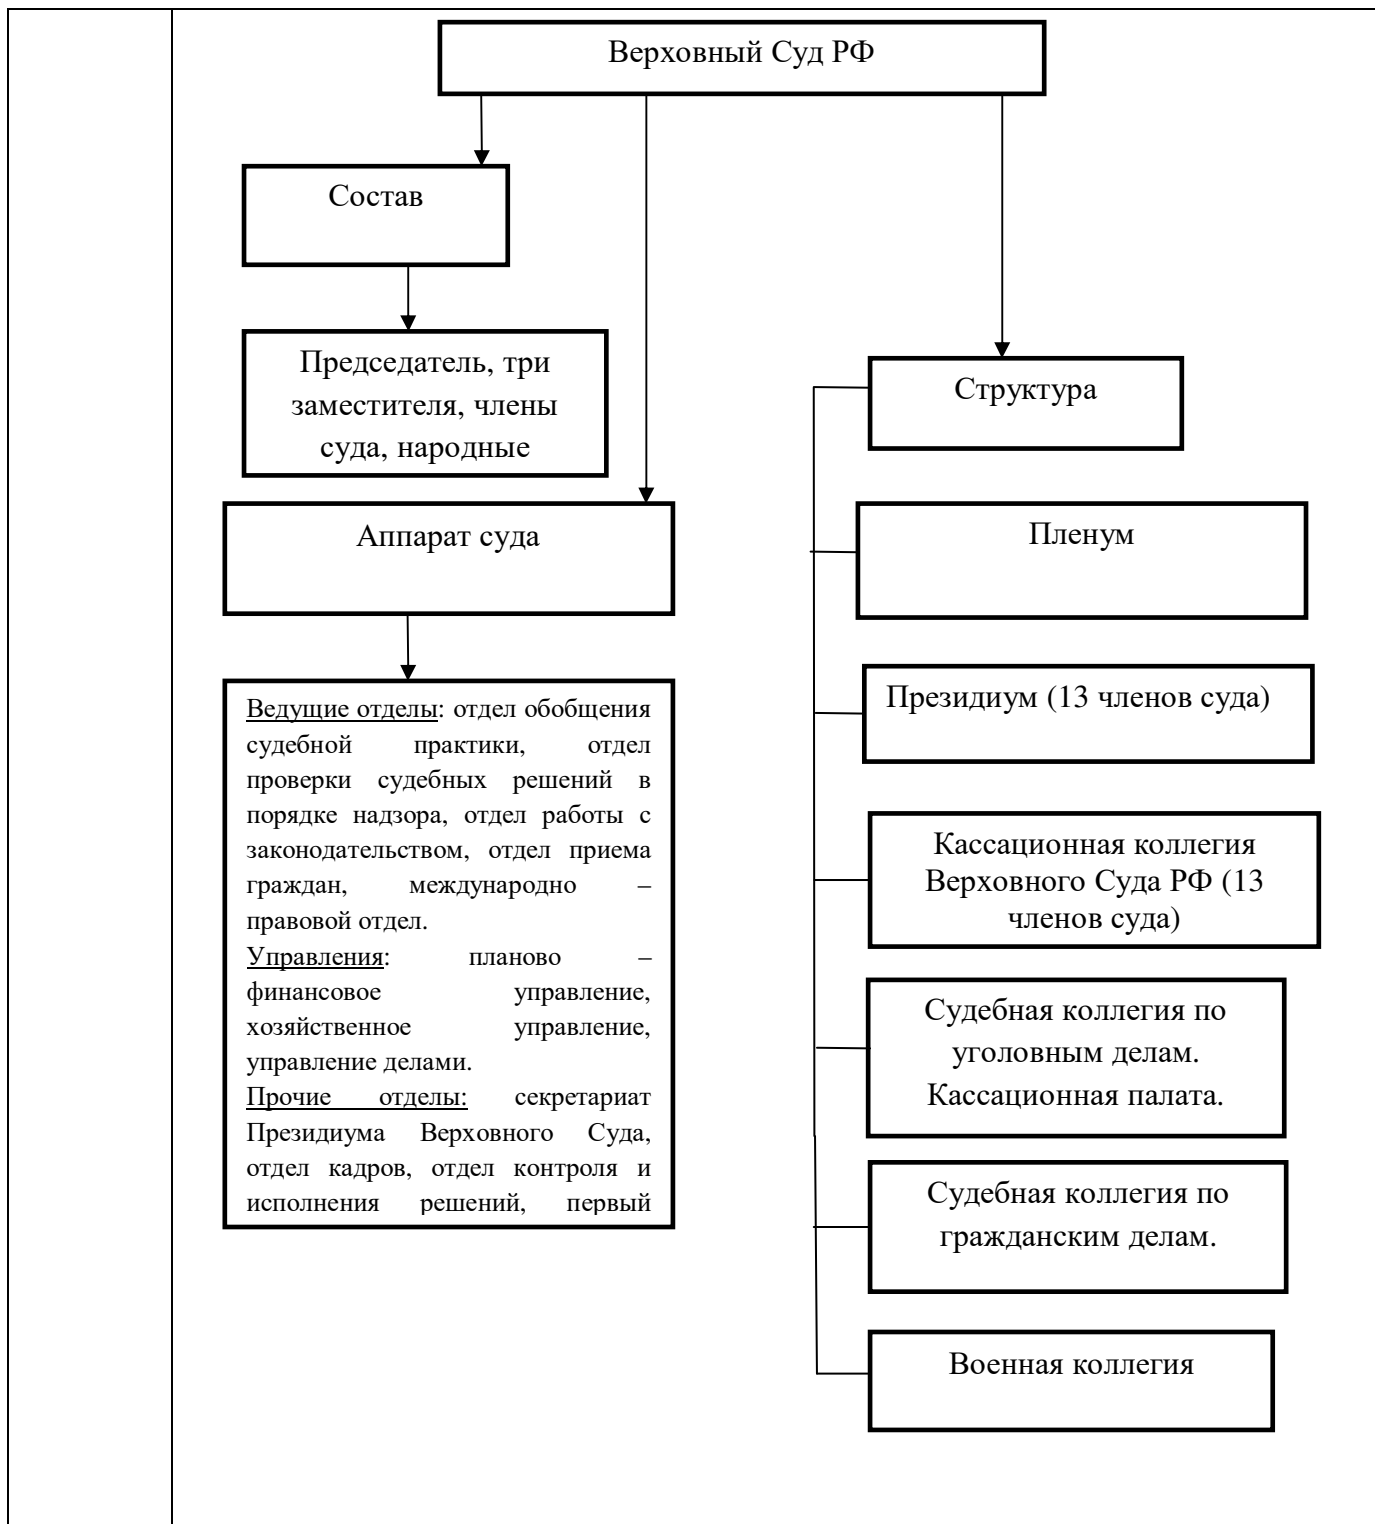 Верховный Суд РФ
Состав
Председатель, три
заместителя, члены
суда, народные
Аппарат суда
Ведущие отделы: отдел обобщения
судебной практики, отдел
проверки судебных решений в
порядке надзора, отдел работы с
законодательством, отдел приема
граждан, международно –
правовой отдел.
Управления: планово –
финансовое управление,
хозяйственное управление,
управление делами.
Прочие отделы: секретариат
Президиума Верховного Суда,
отдел кадров, отдел контроля и
исполнения решений, первый
Структура
Пленум
Президиум (13 членов суда)
Кассационная коллегия
Верховного Суда РФ (13
членов суда)
Судебная коллегия по
уголовным делам.
Кассационная палата.
Судебная коллегия по
гражданским делам.
Военная коллегия